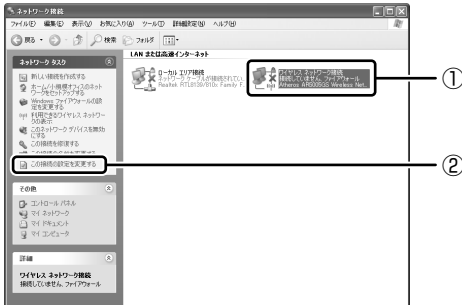 ネットワーク接続
ファイル(F) 編集(E) 表示(V) お気に入り(A) ツール(T) 詳細設定(N) ヘルプ(H)
戻る 検索 フォルダ
LAN または高速インターネット
ネットワーク タスク
新しい接続を作成する
ホーム/小規模オフィスのネットワークをセットアップする
Windows ファイアウォールの設定を変更する
利用できるワイヤレス ネットワークの表示
このネットワーク デバイスを無効にする
この接続を修復する
この接続の設定を変更する
ローカル エリア接続
ネットワーク ケーブルが接続されてい...
Realtek RTL8139/810x Family F...
ワイヤレス ネットワーク接続
接続していません, ファイアウォール
Atheros AR5005GS Wireless Net...
①
②
その他
コントロール パネル
マイ ネットワーク
マイ ドキュメント
マイ コンピュータ
詳細
ワイヤレス ネットワーク接続
接続していません, ファイアウォール